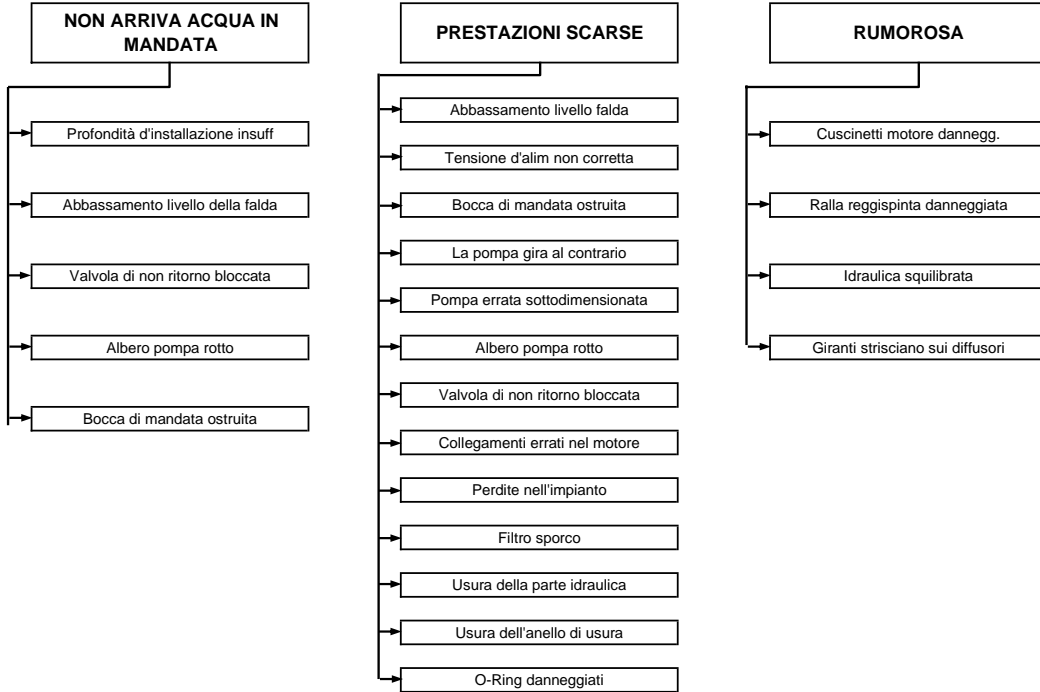 NON ARRIVA ACQUA IN
MANDATA
Profondità d'installazione insuff
Abbassamento livello della falda
Valvola di non ritorno bloccata
Albero pompa rotto
Bocca di mandata ostruita
PRESTAZIONI SCARSE
Abbassamento livello falda
Tensione d'alim non corretta
Bocca di mandata ostruita
La pompa gira al contrario
Pompa errata sottodimensionata
Albero pompa rotto
Valvola di non ritorno bloccata
Collegamenti errati nel motore
Perdite nell'impianto
Filtro sporco
Usura della parte idraulica
Usura dell'anello di usura
O-Ring danneggiati
RUMOROSA
Cuscinetti motore dannegg.
Ralla reggispinta danneggiata
Idraulica squilibrata
Giranti strisciano sui diffusori